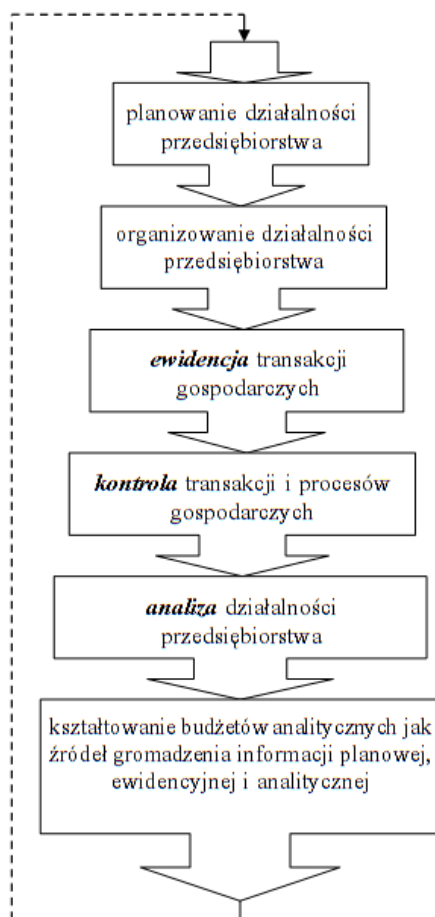 planowanie działalności
przedsiębiorstwa
organizowanie działalności
przedsiębiorstwa
ewidencja transakcji
gospodarczych
kontrola transakcji i procesów
gospodarczych
analiza działalności
przedsiębiorstwa
kształtowanie budżetów analitycznych jak
źródeł gromadzenia informacji planowej,
ewidencyjnej i analitycznej